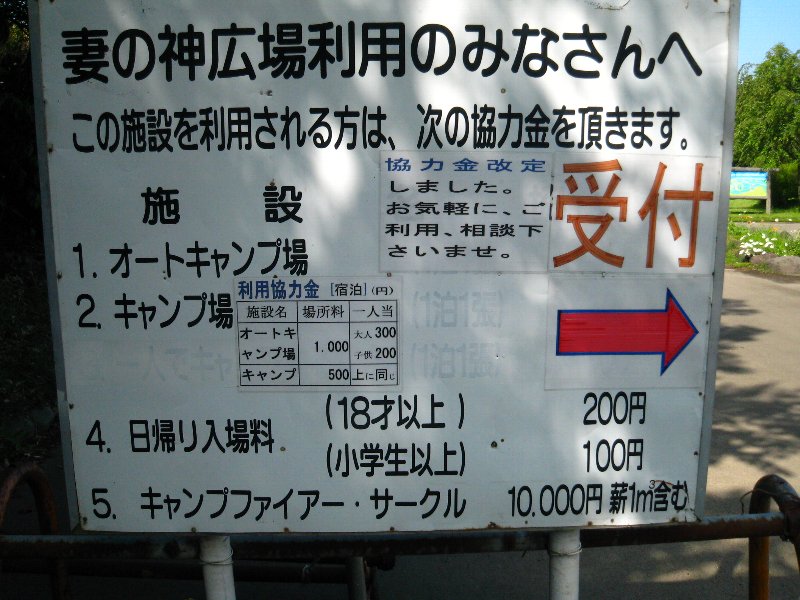 妻の神広場利用のみなさんへ
この施設を利用される方は、次の協力金を頂きます。
協力金改定
しました。
お気軽に、ご
利用、相談下
さいませ。
受付
施 設
1. オートキャンプ場
2. キャンプ場
(1泊1張)
(1泊1張)
利用協力金 [宿泊] (円)
施設名 場所料 一人当
オートキャンプ場 1.000 大人300 子供200
キャンプ 500 上に同じ
4. 日帰り入場料 (18才以上) 200円
(小学生以上) 100円
5. キャンプファイアー・サークル 10.000円 薪1m³含む